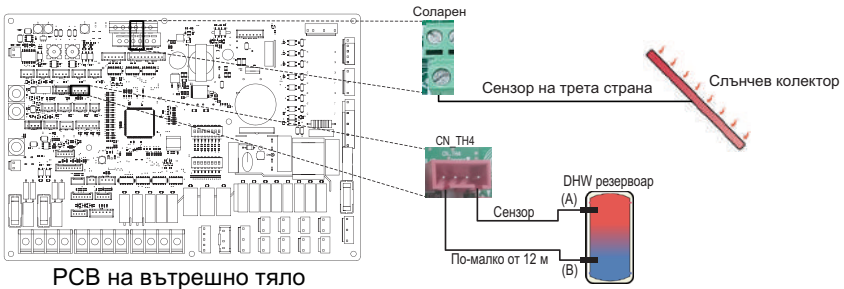 Соларен
Сензор на трета страна
Слънчев колектор
CN_TH4
DHW резервоар
(A)
Сензор
По-малко от 12 м
(B)
PCB на вътрешно тяло